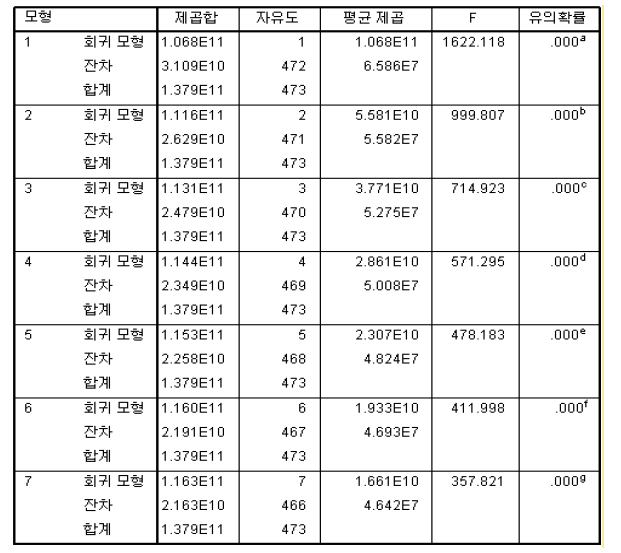 모형 제곱합 자유도 평균 제곱 F 유의확률
1 회귀 모형 1.068E11 1 1.068E11 1622.118 .000a
잔차 3.109E10 472 6.586E7
합계 1.379E11 473
2 회귀 모형 1.116E11 2 5.581E10 999.807 .000b
잔차 2.629E10 471 5.582E7
합계 1.379E11 473
3 회귀 모형 1.131E11 3 3.771E10 714.923 .000c
잔차 2.479E10 470 5.275E7
합계 1.379E11 473
4 회귀 모형 1.144E11 4 2.861E10 571.295 .000d
잔차 2.349E10 469 5.008E7
합계 1.379E11 473
5 회귀 모형 1.153E11 5 2.307E10 478.183 .000e
잔차 2.258E10 468 4.824E7
합계 1.379E11 473
6 회귀 모형 1.160E11 6 1.933E10 411.998 .000f
잔차 2.191E10 467 4.693E7
합계 1.379E11 473
7 회귀 모형 1.163E11 7 1.661E10 357.821 .000g
잔차 2.163E10 466 4.642E7
합계 1.379E11 473